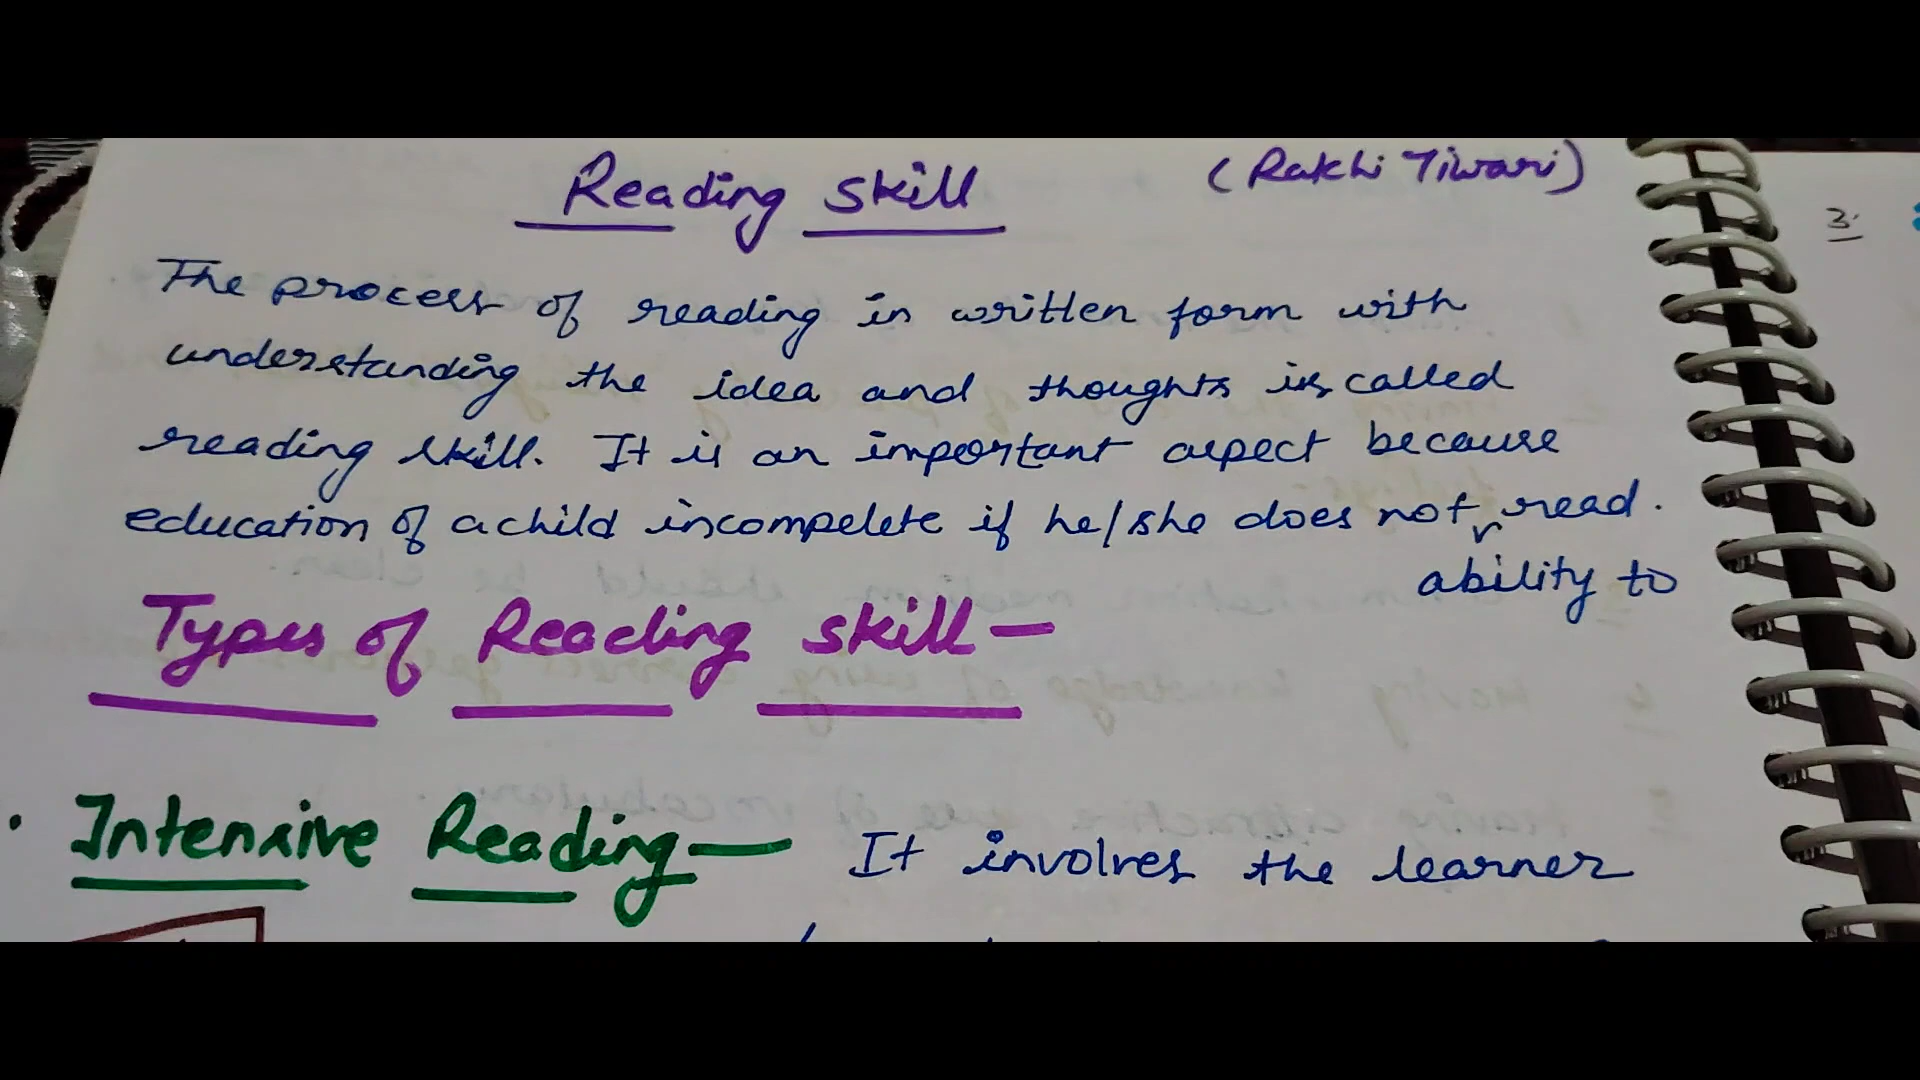 Reading skill (Rakhi Tiwari)
The process of reading in written form with
understanding the idea and thoughts is called
reading skill. It is an important aspect because
education of a child incompelete if he/she does not read.
ability to
Types of Reading skill-
· Intensive Reading- It involves the learner
3.